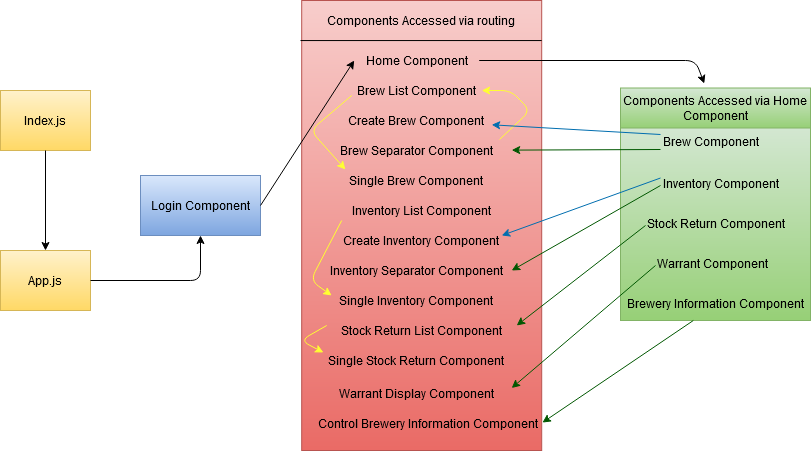 Index.js
App.js
Login Component
Components Accessed via routing
Home Component
Brew List Component
Create Brew Component
Brew Separator Component
Single Brew Component
Inventory List Component
Create Inventory Component
Inventory Separator Component
Single Inventory Component
Stock Return List Component
Single Stock Return Component
Warrant Display Component
Control Brewery Information Component
Components Accessed via Home
Component
Brew Component
Inventory Component
Stock Return Component
Warrant Component
Brewery Information Component